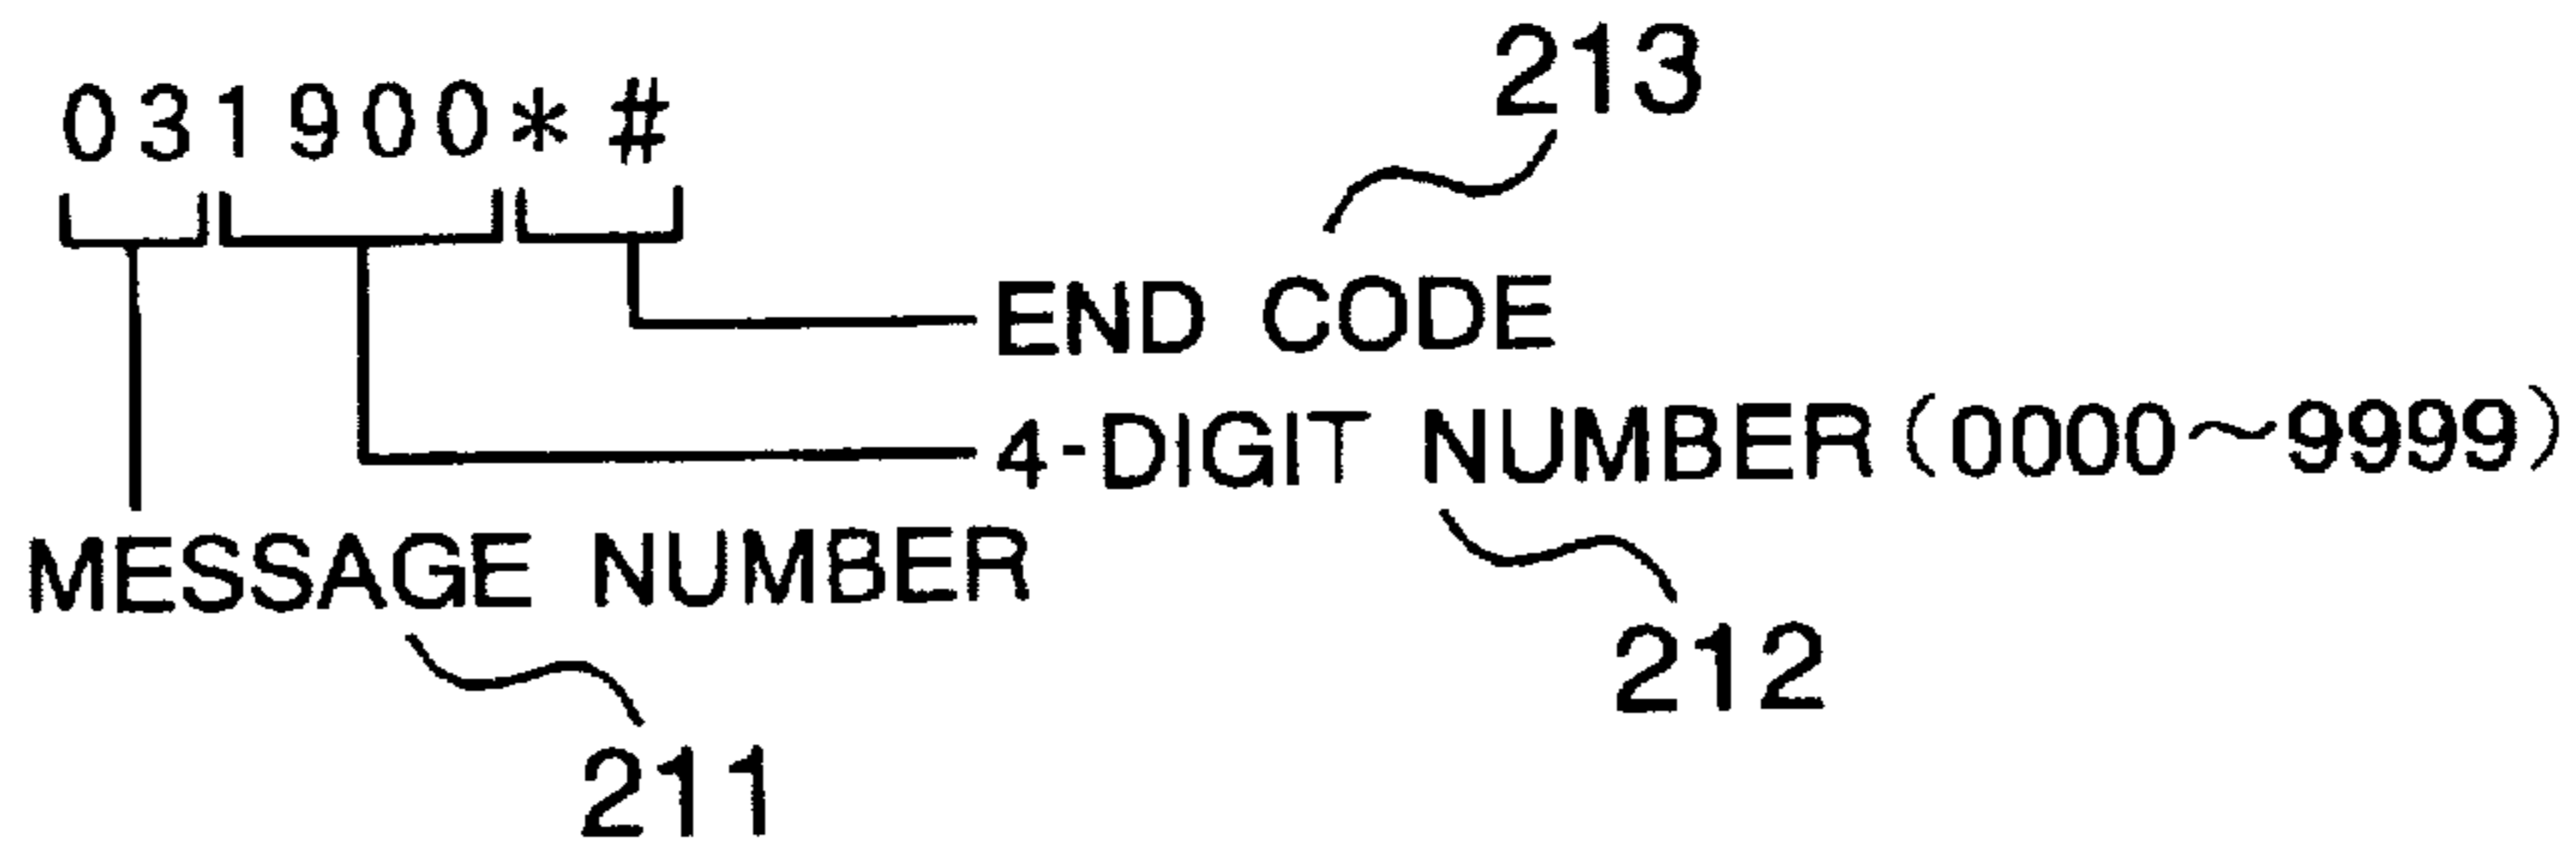 213
031900*#
END CODE
4-DIGIT NUMBER (0000~9999)
MESSAGE NUMBER
212
211